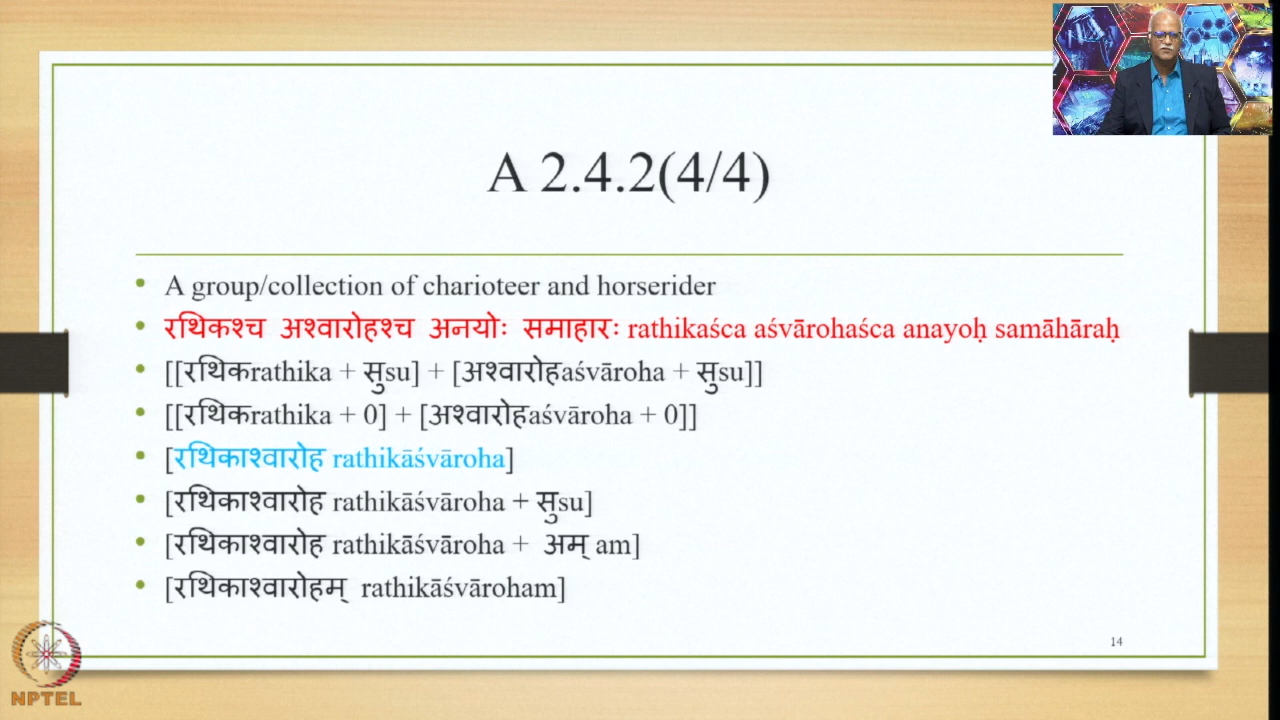 A 2.4.2(4/4)
• A group/collection of charioteer and horserider
• रथिकश्च अश्वारोहश्च अनयोः समाहारः rathikaśca aśvārohaśca anayoḥ samāhāraḥ
• [[रथिकrathika + सुsu] + [अश्वारोहaśvāroha + सुsu]]
• [[रथिकrathika + 0] + [अश्वारोहaśvāroha + 0]]
• [रथिकाश्वारोह rathikāśvāroha]
• [रथिकाश्वारोह rathikāśvāroha + सुsu]
• [रथिकाश्वारोह rathikāśvāroha + अम् am]
• [रथिकाश्वारोहम् rathikāśvāroham]
14
NPTEL